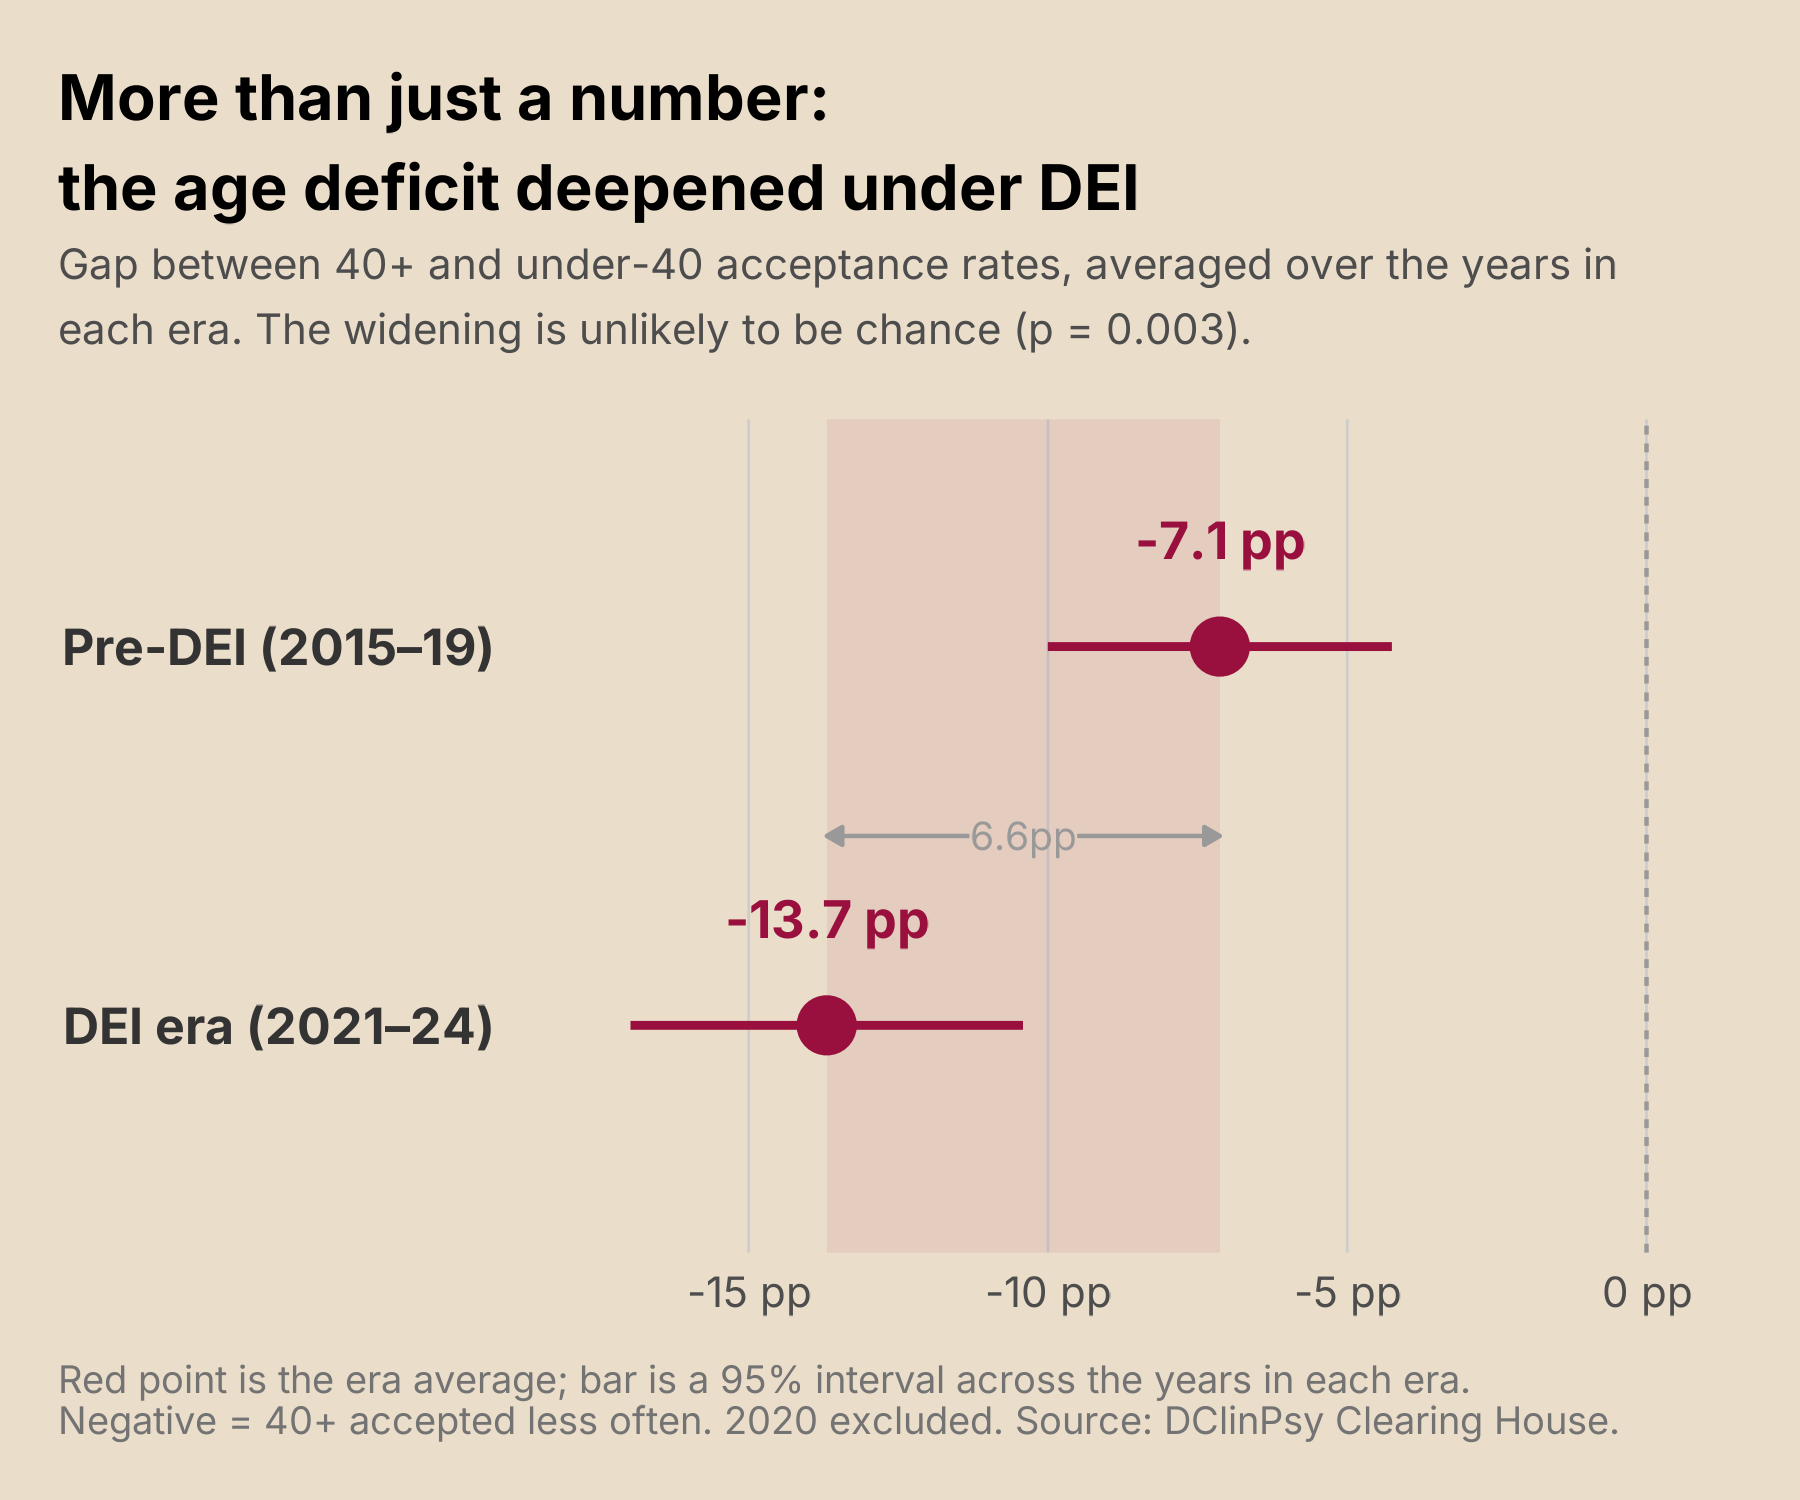 More than just a number:
the age deficit deepened under DEI
Gap between 40+ and under-40 acceptance rates, averaged over the years in
each era. The widening is unlikely to be chance (p = 0.003).
-7.1 pp
Pre-DEI (2015–19)
6.6pp
-13.7 pp
DEI era (2021–24)
-15 pp
-10 pp
-5 pp
0 pp
Red point is the era average; bar is a 95% interval across the years in each era.
Negative = 40+ accepted less often. 2020 excluded. Source: DClinPsy Clearing House.